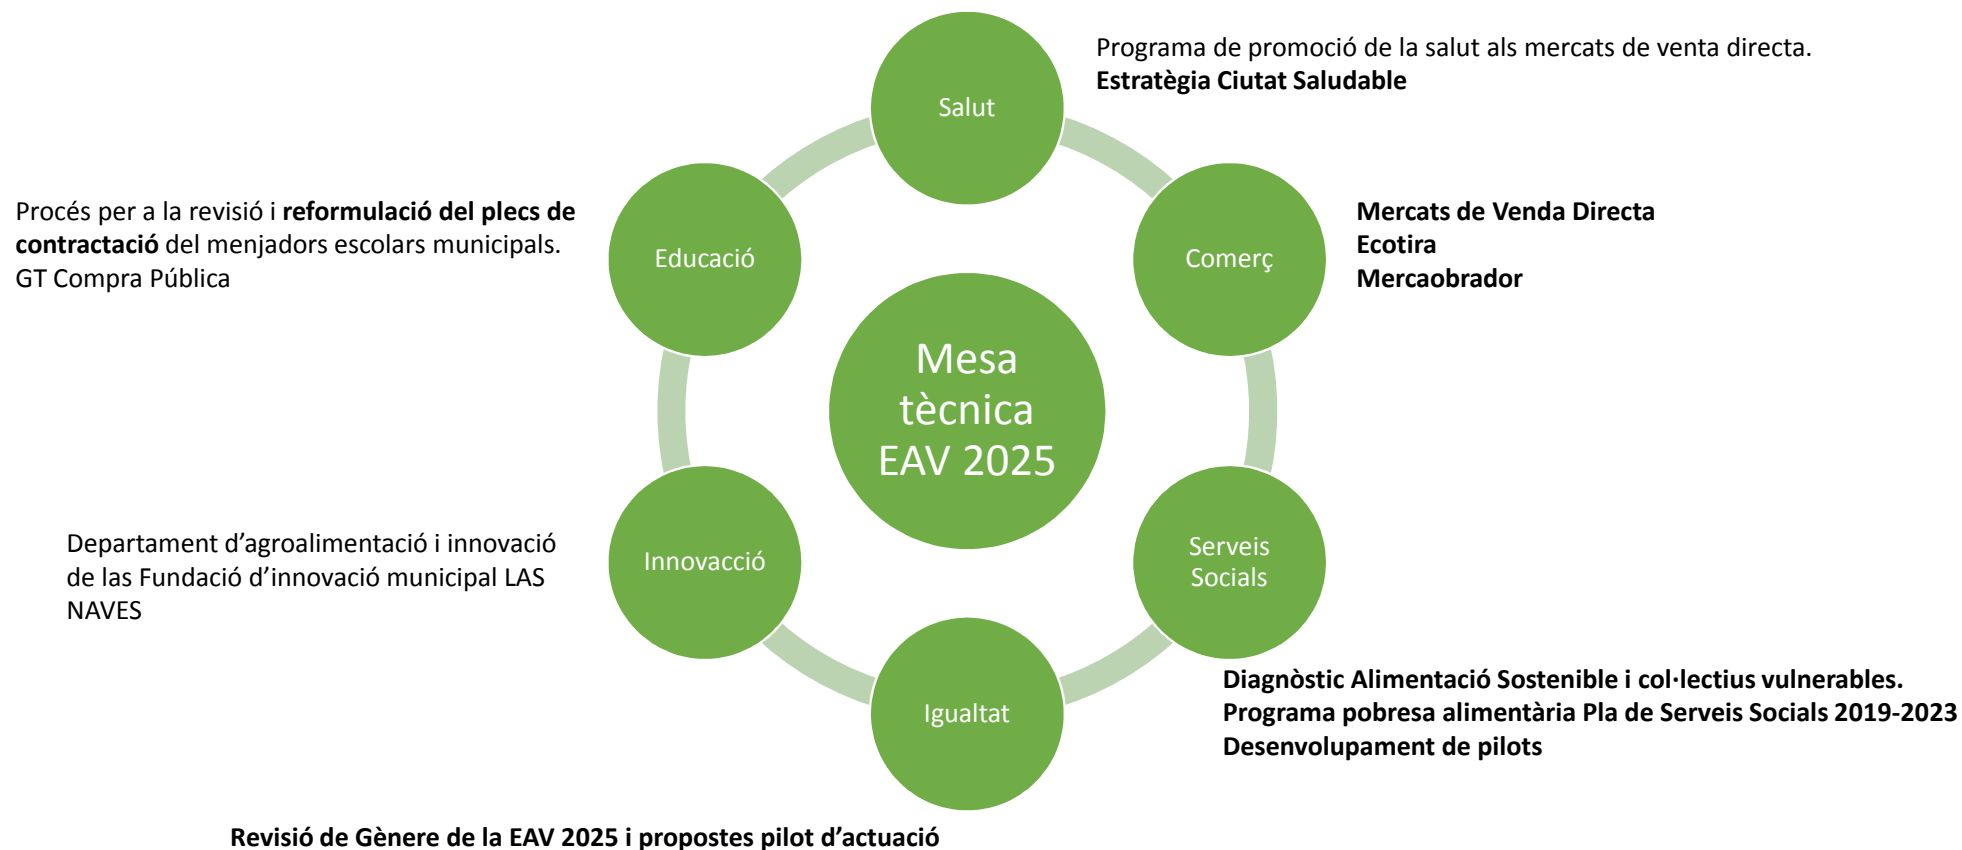 Programa de promoció de la salut als mercats de venta directa.
Estratègia Ciutat Saludable
Salut
Procés per a la revisió i reformulació del plecs de
contractació del menjadors escolars municipals.
GT Compra Pública
Educació
Comerç
Mercats de Venda Directa
Ecotira
Mercaobrador
Mesa
tècnica
EAV 2025
Departament d’agroalimentació i innovació
de las Fundació d’innovació municipal LAS
NAVES
Innovacció
Serveis
Socials
Diagnòstic Alimentació Sostenible i col·lectius vulnerables.
Programa pobresa alimentària Pla de Serveis Socials 2019-2023
Desenvolupament de pilots
Igualtat
Revisió de Gènere de la EAV 2025 i propostes pilot d’actuació